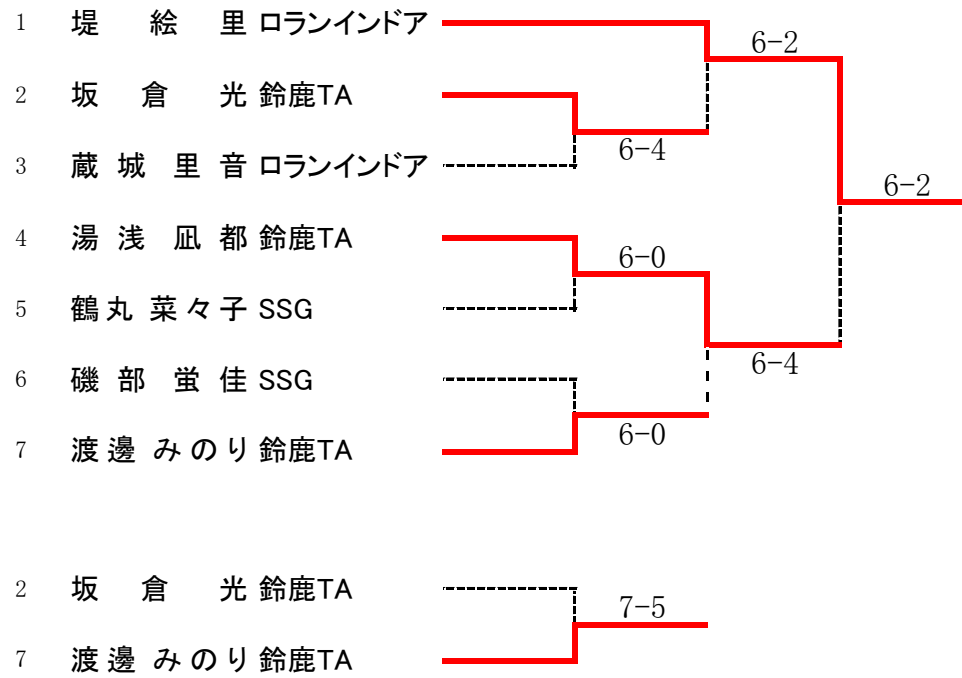 1 堤 絵 里 ロランインドア
6-2
2 坂 倉 光 鈴鹿TA
6-4
3 蔵城 里音 ロランインドア
6-2
4 湯浅 凪都 鈴鹿TA
6-0
5 鶴丸 菜々子 SSG
6-4
6 磯部 蛍佳 SSG
6-0
7 渡邊 みのり 鈴鹿TA
2 坂 倉 光 鈴鹿TA
7-5
7 渡邊 みのり 鈴鹿TA